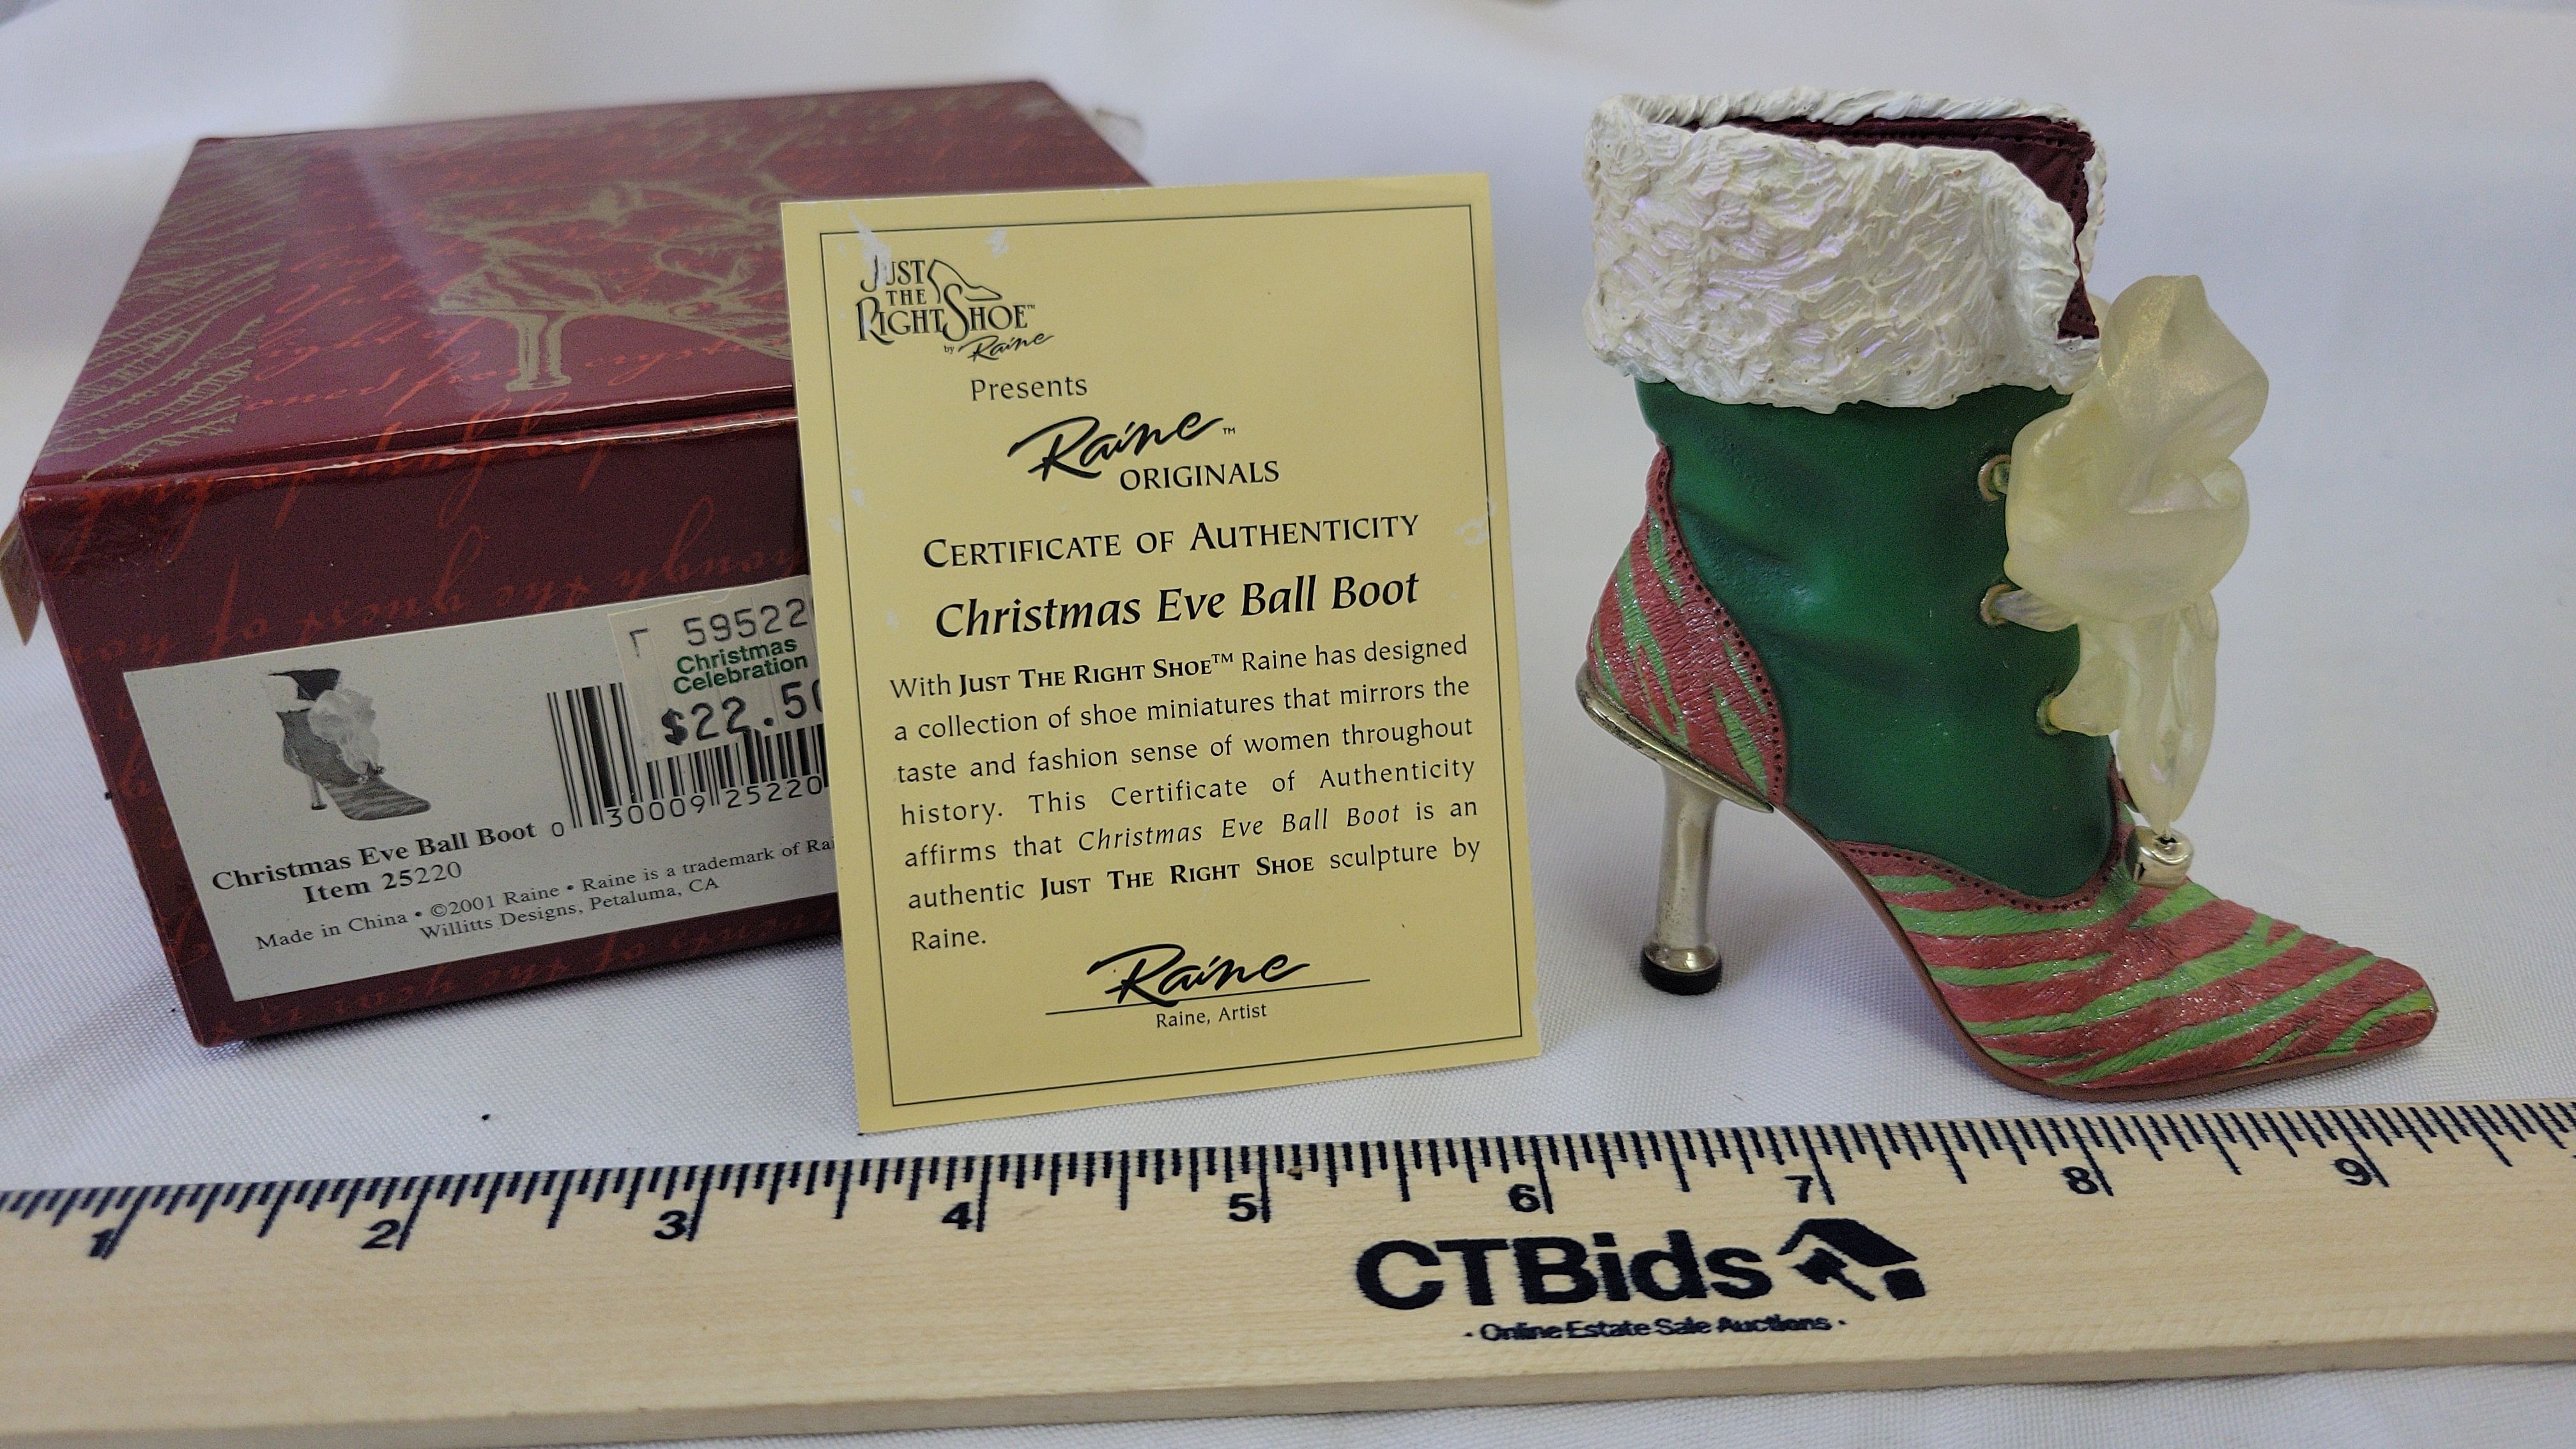 59522
Christmas
Celebration
$22.50
0 30009 25220
Christmas Eve Ball Boot
Item 25220
Made in China • ©2001 Raine • Raine is a trademark of
Willitts Designs, Petaluma, CA
JUST
THE
RIGHT SHOE™
by Raine
Presents
Raine™
ORIGINALS
CERTIFICATE OF AUTHENTICITY
Christmas Eve Ball Boot
With JUST THE RIGHT SHOE™ Raine has designed
a collection of shoe miniatures that mirrors the
taste and fashion sense of women throughout
history. This Certificate of Authenticity
affirms that Christmas Eve Ball Boot is an
authentic JUST THE RIGHT SHOE sculpture by
Raine.
Raine
Raine, Artist
1 2 3 4 5 6 7 8 9
CTBids
· Online Estate Sale Auctions ·